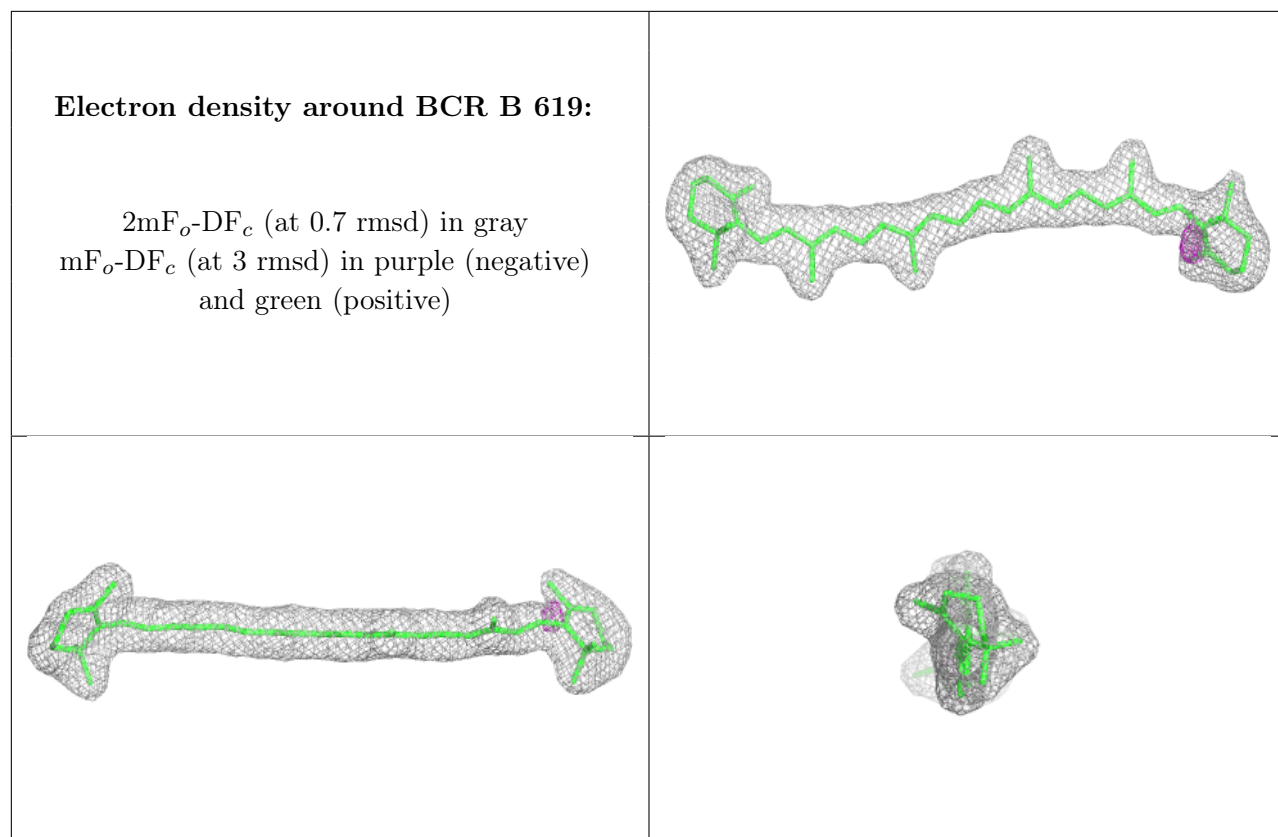 Electron density around BCR B 619:
2mFo-DFc (at 0.7 rmsd) in gray
mFo-DFc (at 3 rmsd) in purple (negative)
and green (positive)